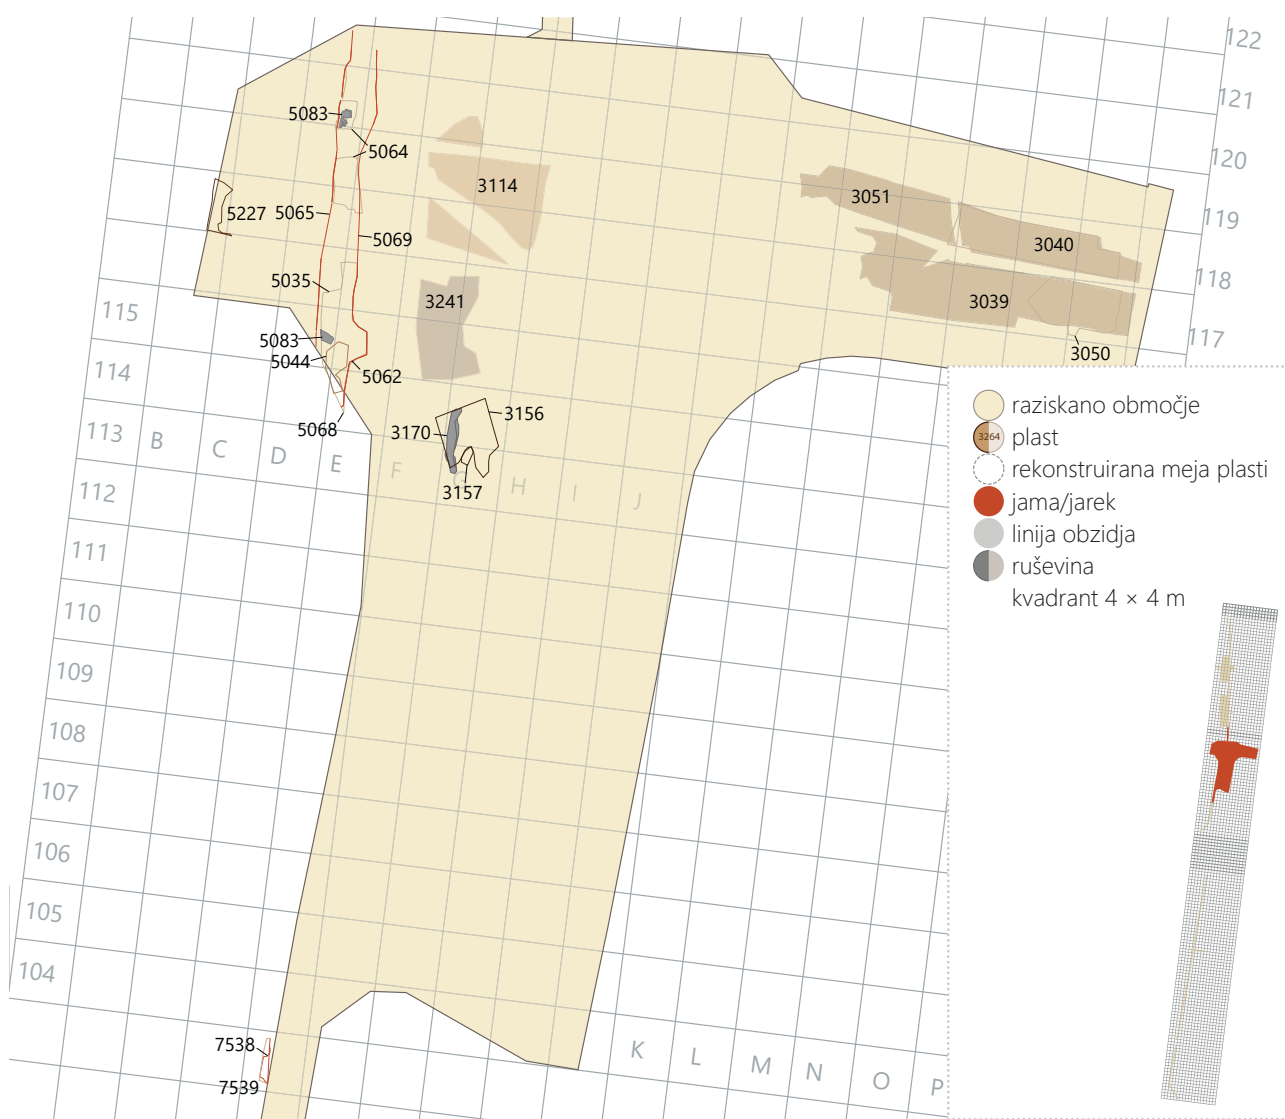 122
121
5083
120
5064
3114
3051
119
5227
5065
5069
3040
118
5035
3241
3039
115
117
5083
5044
3050
114
5062
3156
5068
3170
113
B
C
D
E
F
G
H
I
J
3157
112
111
110
109
108
107
106
105
104
7538
7539
K
L
M
N
O
P
raziskano območje
3264
plast
rekonstruirana meja plasti
jama/jarek
linija obzidja
ruševina
kvadrant 4 × 4 m